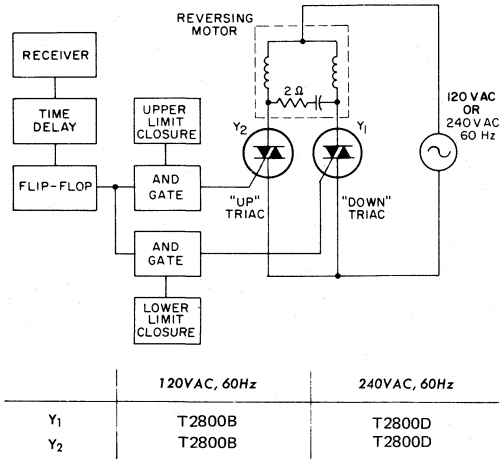 REVERSING
MOTOR
RECEIVER
TIME
DELAY
FLIP-FLOP
UPPER
LIMIT
CLOSURE
AND
GATE
AND
GATE
LOWER
LIMIT
CLOSURE
2 Ω
Y2
Y1
"UP"
TRIAC
"DOWN"
TRIAC
120 VAC
OR
240 VAC
60 Hz
120VAC, 60Hz 240VAC, 60Hz
Y1 T2800B T2800D
Y2 T2800B T2800D